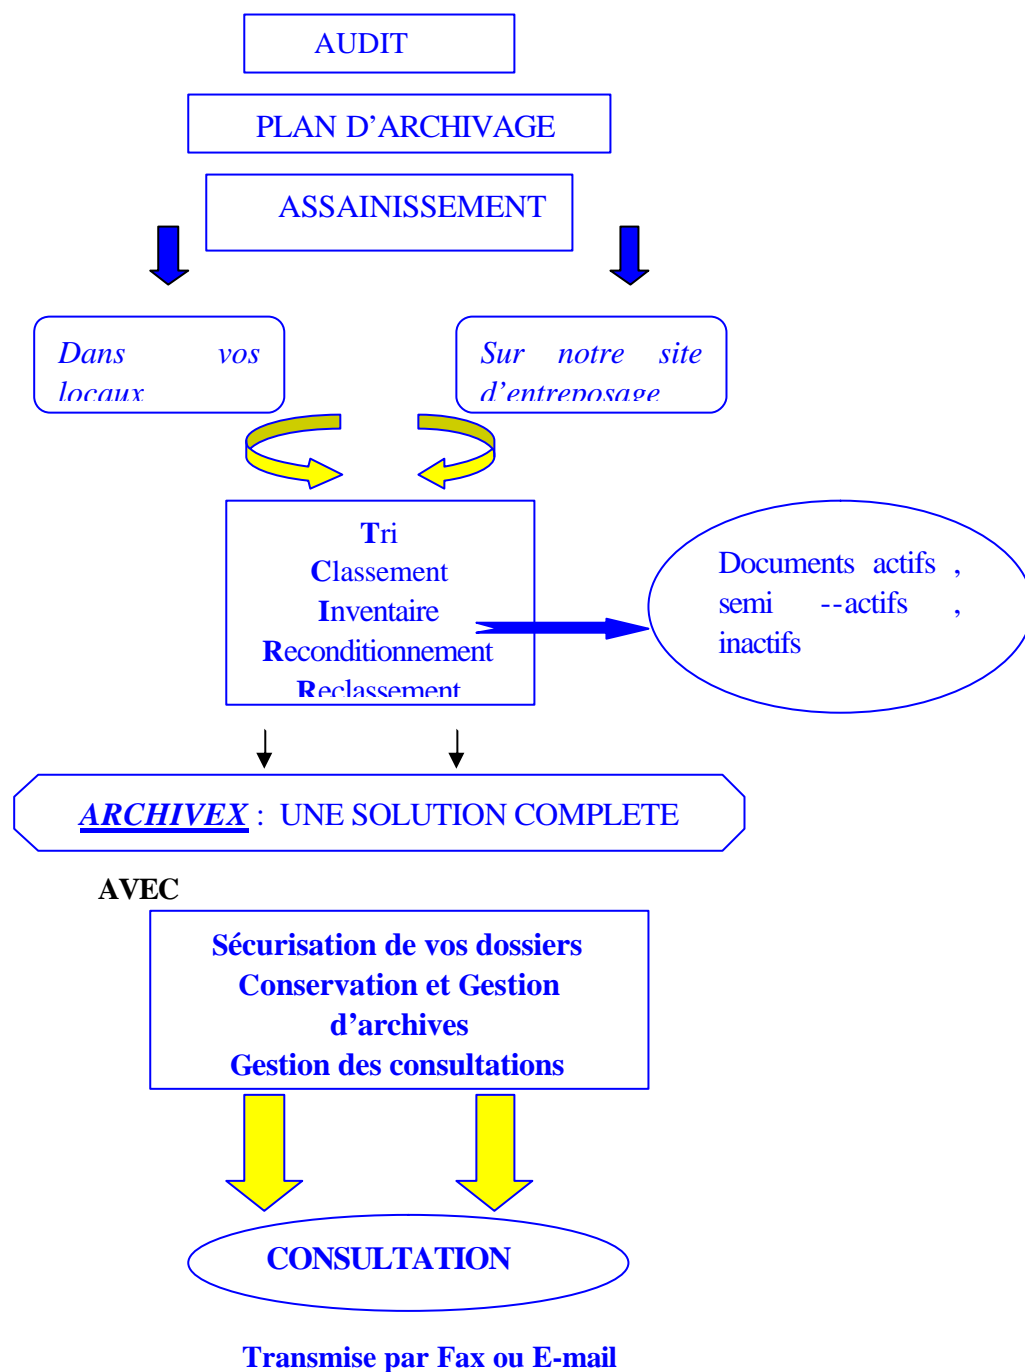 AUDIT
PLAN D’ARCHIVAGE
ASSAINISSEMENT
Dans vos
locaux
Sur notre site
d’entreposage
Tri
Classement
Inventaire
Reconditionnement
Reclassement
Documents actifs ,
semi --actifs ,
inactifs
ARCHIVEX : UNE SOLUTION COMPLETE
AVEC
Sécurisation de vos dossiers
Conservation et Gestion
d’archives
Gestion des consultations
CONSULTATION
Transmise par Fax ou E-mail